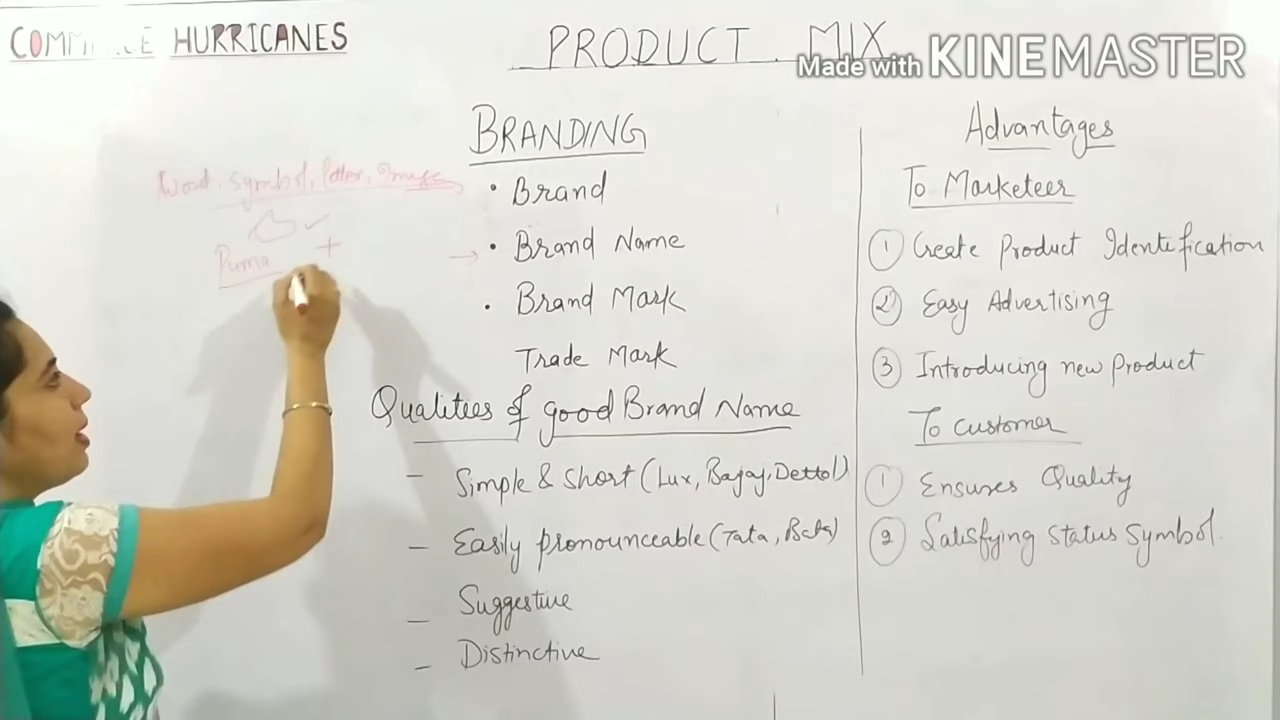 COMMERCE HURRICANES
PRODUCT MIX
Made with KINEMASTER
Word, Symbol, letter, Image
Puma
+
BRANDING
• Brand
→ • Brand Name
• Brand Mark
Trade Mark
Qualities of good Brand Name
- Simple & Short (Lux, Bajaj, Dettol)
- Easily pronounceable (Tata, Bata)
- Suggestive
- Distinctive
Advantages
To Marketeer
① Create Product Identification
② Easy Advertising
③ Introducing new Product
To Customer
① Ensures Quality
② Satisfying Status Symbol.